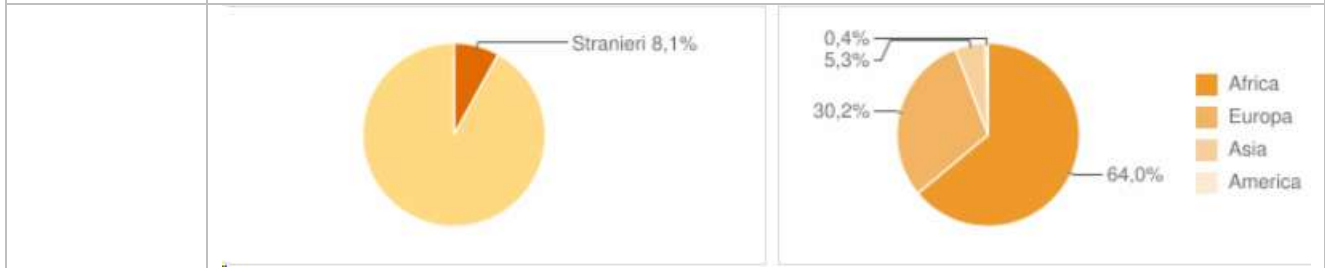 Stranieri 8,1%
0,4%
5,3%
30,2%
64,0%
Africa
Europa
Asia
America